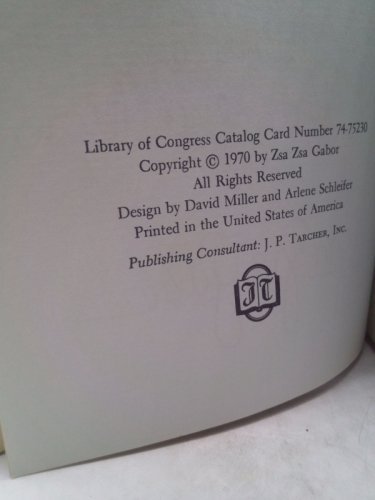 Library of Congress Catalog Card Number 74-75230
Copyright © 1970 by Zsa Zsa Gabor
All Rights Reserved
Design by David Miller and Arlene Schleifer
Printed in the United States of America
Publishing Consultant: J. P. TARCHER, INC.
JT